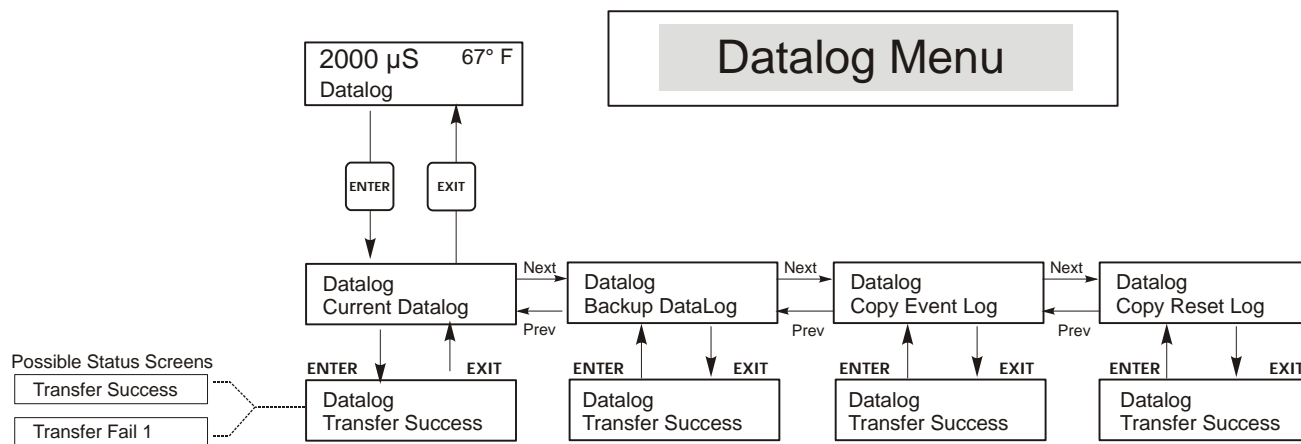 Datalog Menu
2000 µS 67° F
Datalog
ENTER
EXIT
Datalog
Current Datalog
Next
Prev
Datalog
Backup DataLog
Next
Prev
Datalog
Copy Event Log
Next
Prev
Datalog
Copy Reset Log
Possible Status Screens
Transfer Success
Transfer Fail 1
ENTER EXIT
Datalog
Transfer Success
ENTER EXIT
Datalog
Transfer Success
ENTER EXIT
Datalog
Transfer Success
ENTER EXIT
Datalog
Transfer Success